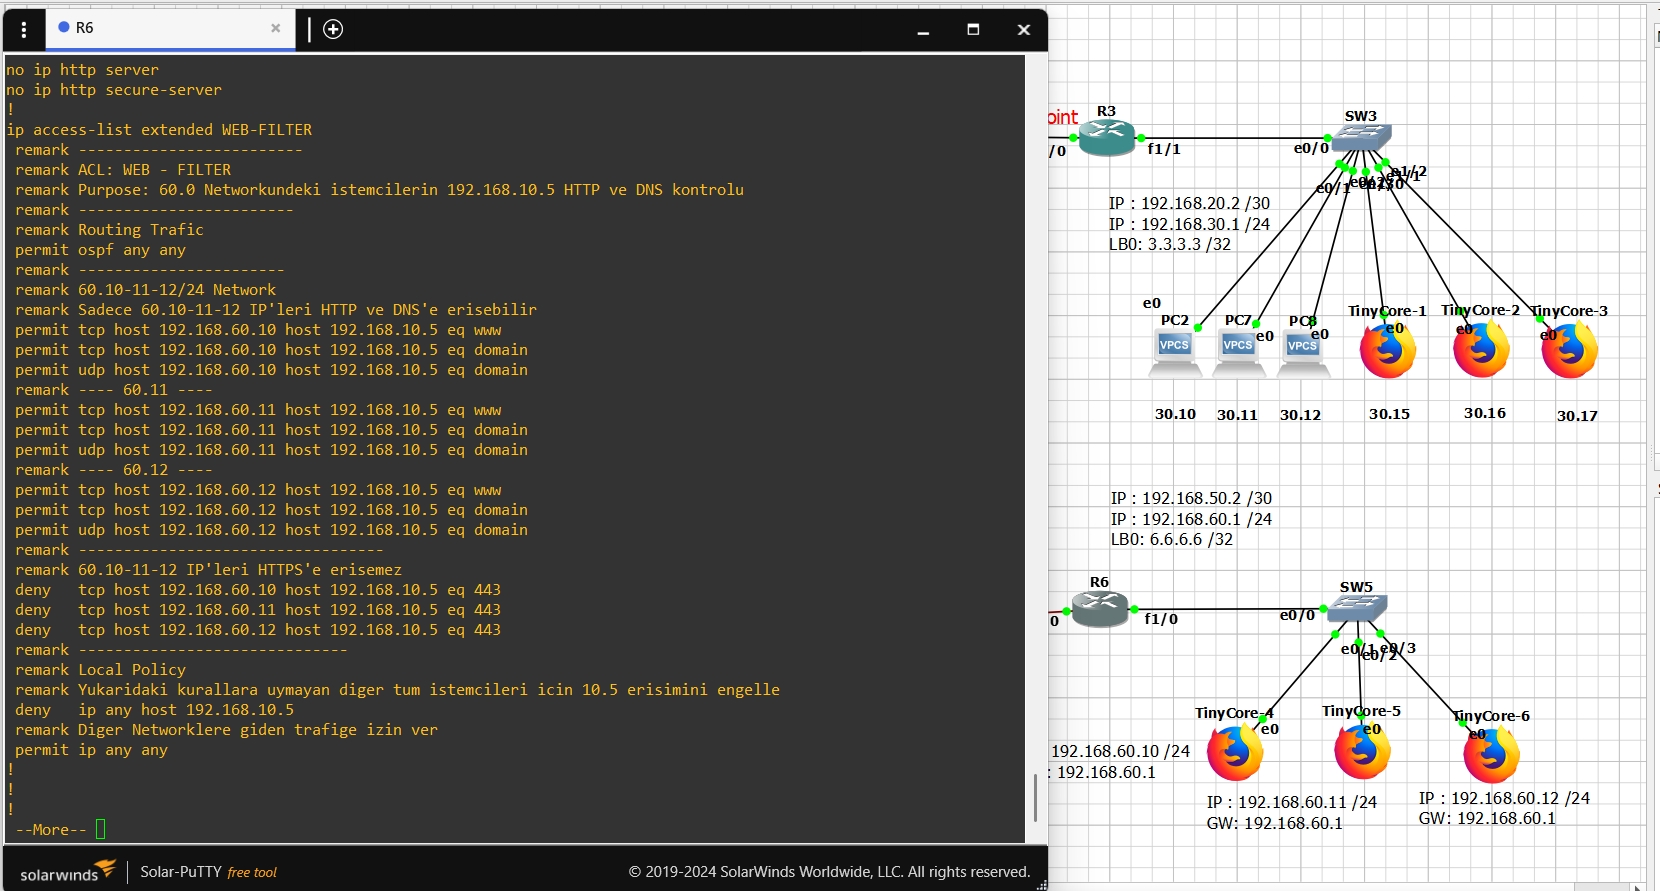 R6
no ip http server
no ip http secure-server
!
ip access-list extended WEB-FILTER
remark -------------------------
remark ACL: WEB - FILTER
remark Purpose: 60.0 Networkundeki istemcilerin 192.168.10.5 HTTP ve DNS kontrolu
remark ------------------------
remark Routing Trafic
permit ospf any any
remark -----------------------
remark 60.10-11-12/24 Network
remark Sadece 60.10-11-12 IP'leri HTTP ve DNS'e erisebilir
permit tcp host 192.168.60.10 host 192.168.10.5 eq www
permit tcp host 192.168.60.10 host 192.168.10.5 eq domain
permit udp host 192.168.60.10 host 192.168.10.5 eq domain
remark ---- 60.11 ----
permit tcp host 192.168.60.11 host 192.168.10.5 eq www
permit tcp host 192.168.60.11 host 192.168.10.5 eq domain
permit udp host 192.168.60.11 host 192.168.10.5 eq domain
remark ---- 60.12 ----
permit tcp host 192.168.60.12 host 192.168.10.5 eq www
permit tcp host 192.168.60.12 host 192.168.10.5 eq domain
permit udp host 192.168.60.12 host 192.168.10.5 eq domain
remark ----------------------------------
remark 60.10-11-12 IP'leri HTTPS'e erisemez
deny   tcp host 192.168.60.10 host 192.168.10.5 eq 443
deny   tcp host 192.168.60.11 host 192.168.10.5 eq 443
deny   tcp host 192.168.60.12 host 192.168.10.5 eq 443
remark ------------------------------
remark Local Policy
remark Yukaridaki kurallara uymayan diger tum istemcileri icin 10.5 erisimini engelle
deny   ip any host 192.168.10.5
remark Diger Networklere giden trafige izin ver
permit ip any any
!
!
!
--More--
solarwinds
Solar-PuTTY free tool
© 2019-2024 SolarWinds Worldwide, LLC. All rights reserved.
oint
R3
/0
f1/1
SW3
e0/0
e0/1
e1/2
IP : 192.168.20.2 /30
IP : 192.168.30.1 /24
LB0: 3.3.3.3 /32
e0
PC2
PC7
PC8
TinyCore-1
TinyCore-2
TinyCore-3
e0
e0
e0
e0
e0
VPCS
VPCS
VPCS
30.10
30.11
30.12
30.15
30.16
30.17
IP : 192.168.50.2 /30
IP : 192.168.60.1 /24
LB0: 6.6.6.6 /32
R6
0
f1/0
SW5
e0/0
e0/1
e0/2
e0/3
TinyCore-4
TinyCore-5
TinyCore-6
e0
e0
e0
192.168.60.10 /24
: 192.168.60.1
IP : 192.168.60.11 /24
GW: 192.168.60.1
IP : 192.168.60.12 /24
GW: 192.168.60.1